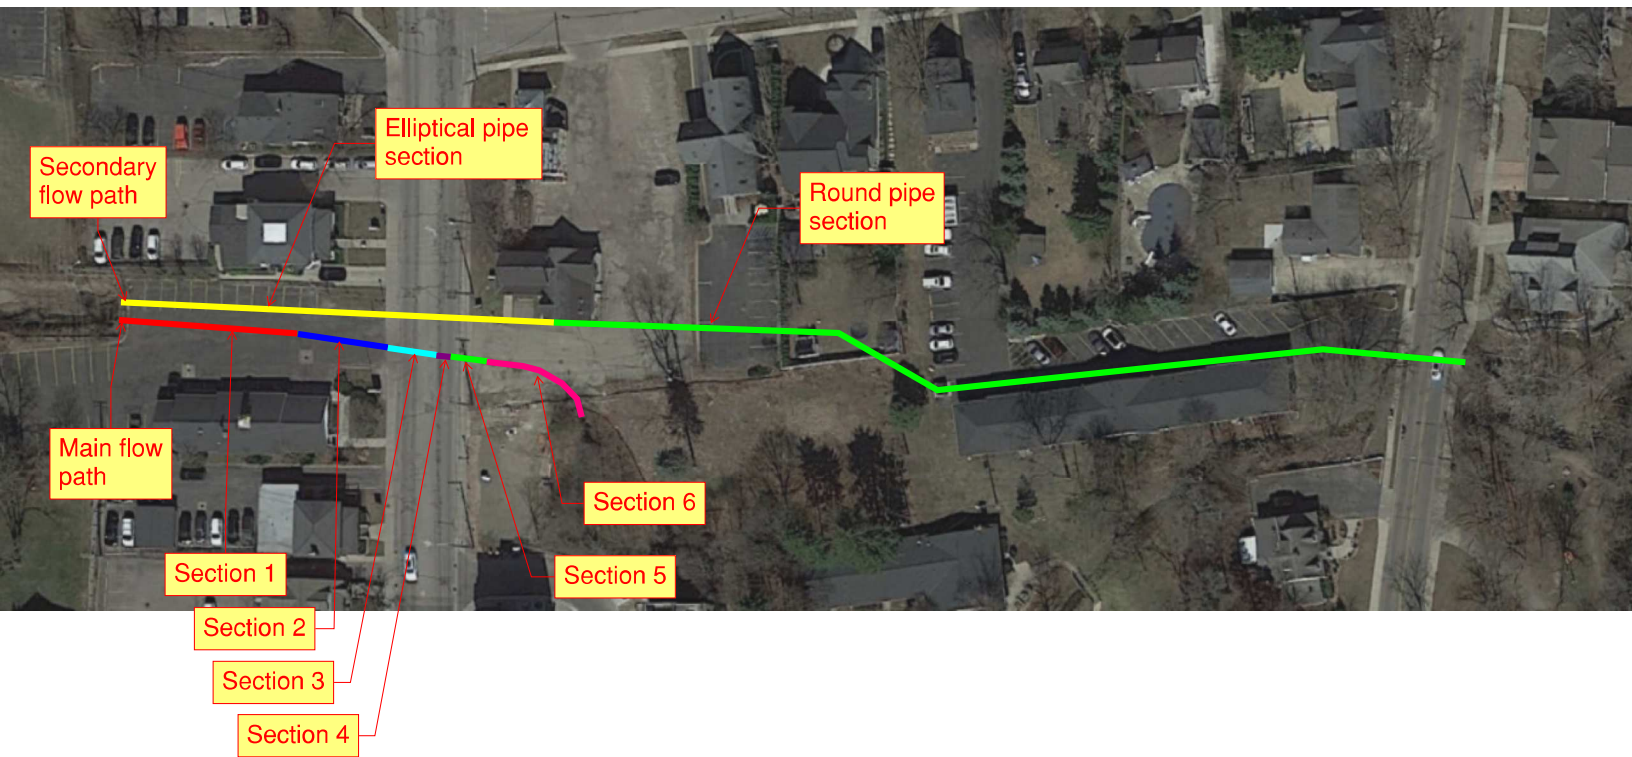 Elliptical pipe
section
Secondary
flow path
Round pipe
section
Main flow
path
Section 6
Section 1
Section 5
Section 2
Section 3
Section 4